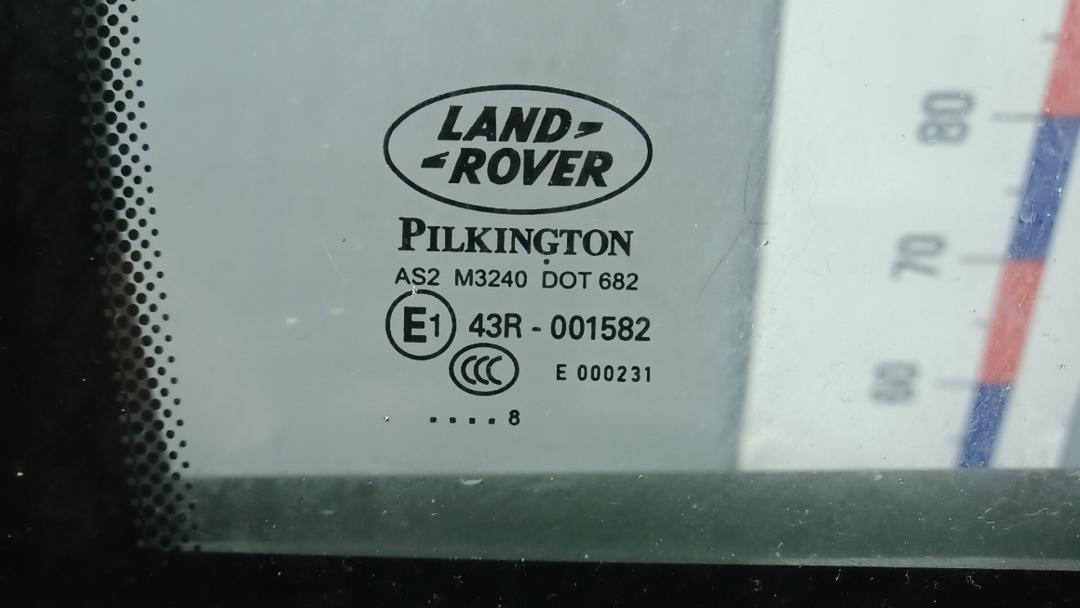 LAND
ROVER
PILKINGTON
AS2 M3240 DOT 682
E1 43R - 001582
CCC E 000231
. . . . 8
80
70
60